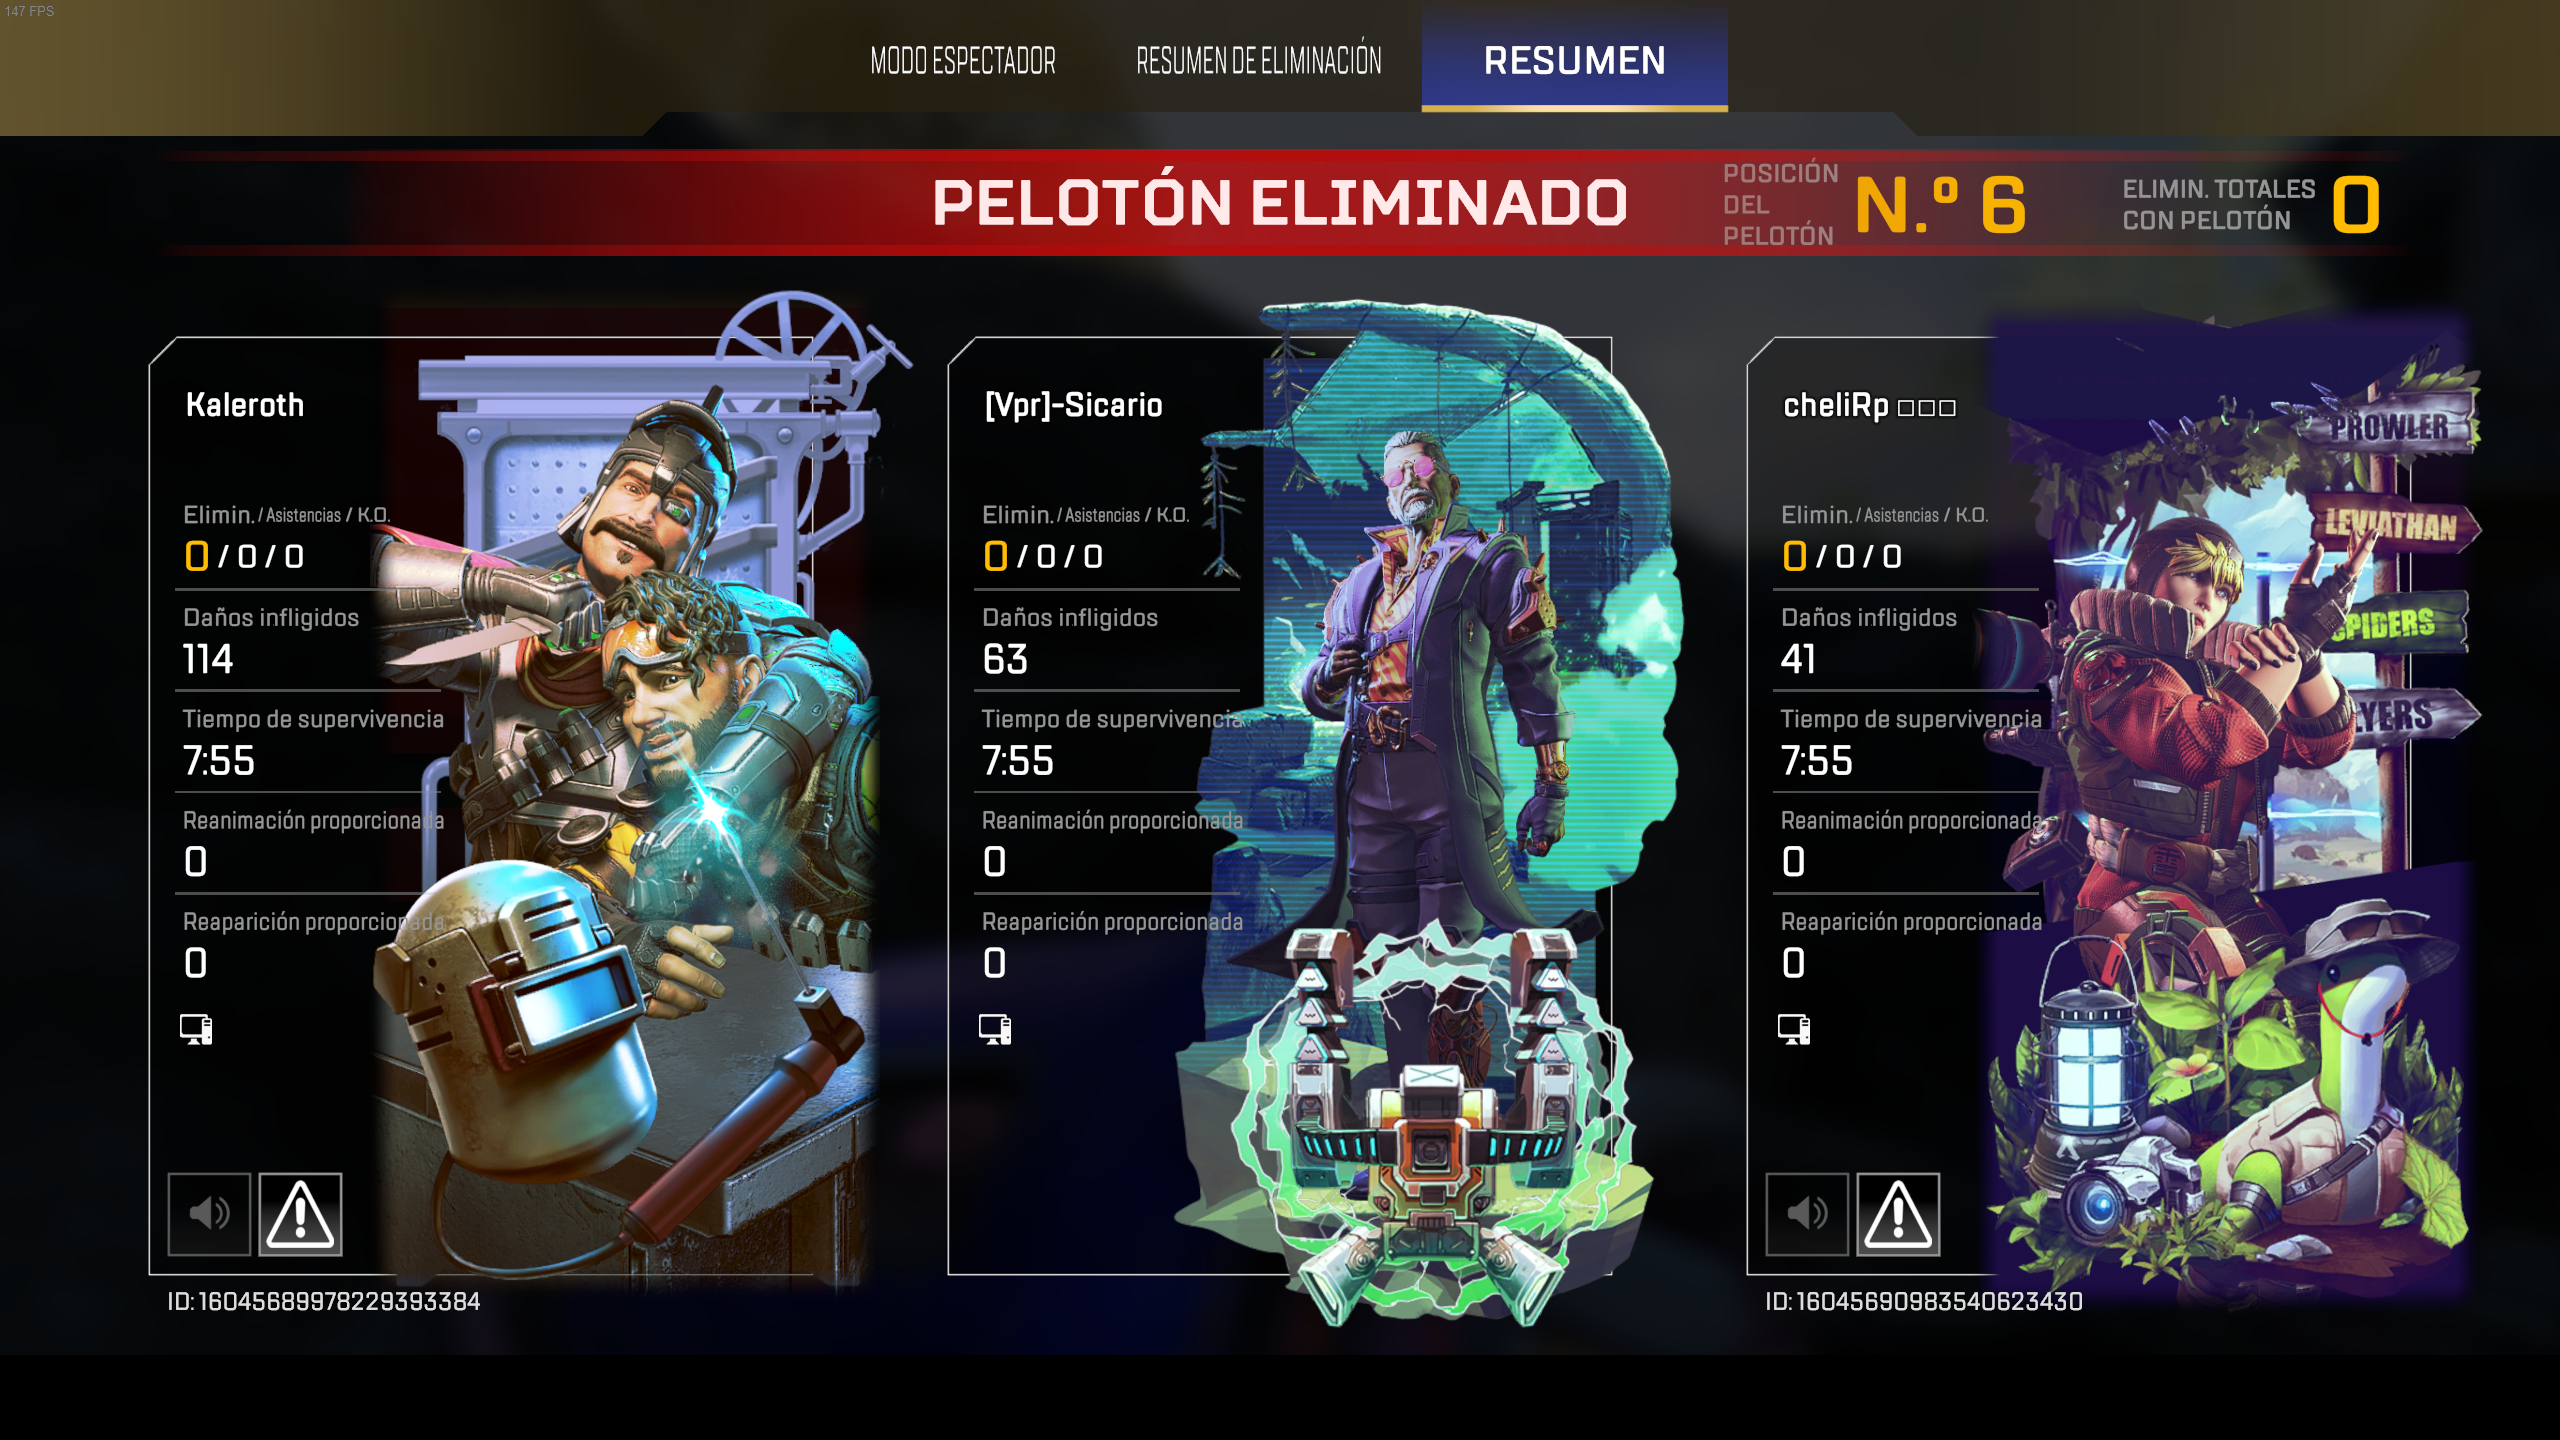 147 FPS
MODO ESPECTADOR
RESUMEN DE ELIMINACIÓN
RESUMEN
PELOTÓN ELIMINADO
POSICIÓN
DEL
PELOTÓN
N.º 6
ELIMIN. TOTALES
CON PELOTÓN
0
Kaleroth
Elimin. / Asistencias / K.O.
0 / 0 / 0
Daños infligidos
114
Tiempo de supervivencia
7:55
Reanimación proporcionada
0
Reaparición proporcionada
0
ID: 16045689978229393384
[Vpr]-Sicario
Elimin. / Asistencias / K.O.
0 / 0 / 0
Daños infligidos
63
Tiempo de supervivencia
7:55
Reanimación proporcionada
0
Reaparición proporcionada
0
cheliRp □□□
Elimin. / Asistencias / K.O.
0 / 0 / 0
Daños infligidos
41
Tiempo de supervivencia
7:55
Reanimación proporcionada
0
Reaparición proporcionada
0
ID: 16045690983540623430
PROWLER
LEVIATHAN
SPIDERS